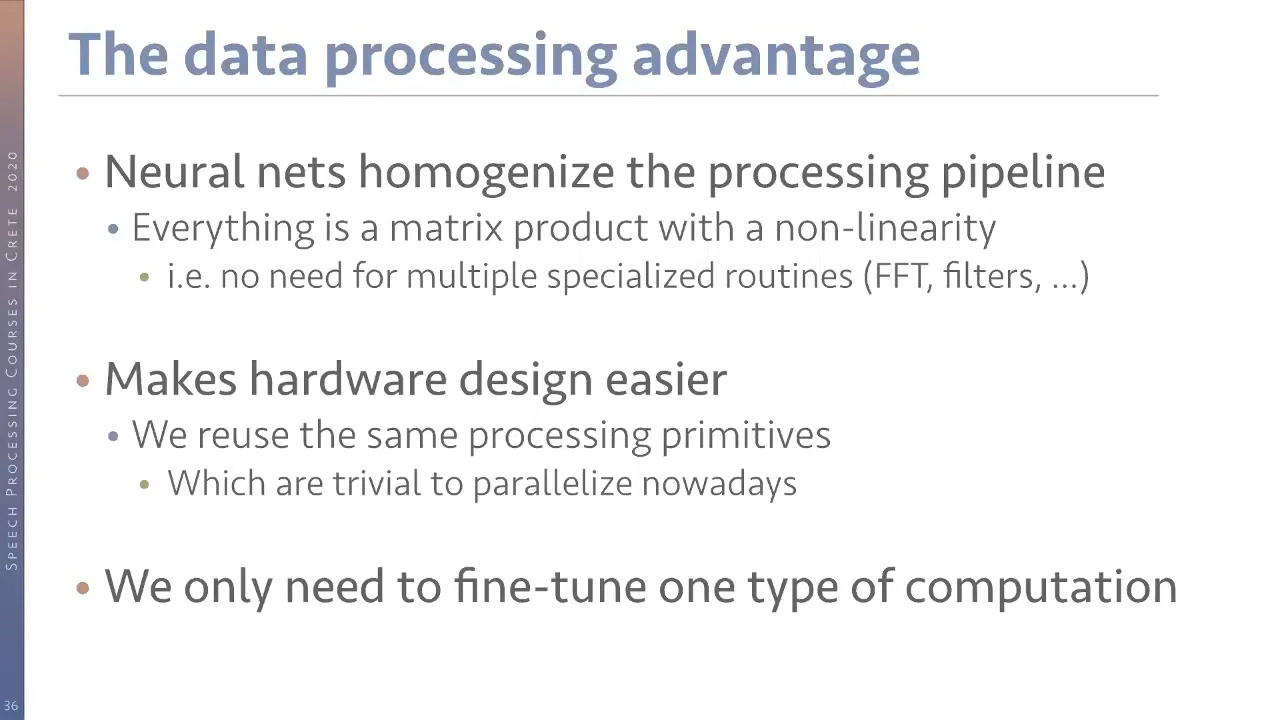 The data processing advantage
• Neural nets homogenize the processing pipeline
• Everything is a matrix product with a non-linearity
• i.e. no need for multiple specialized routines (FFT, filters, ...)
• Makes hardware design easier
• We reuse the same processing primitives
• Which are trivial to parallelize nowadays
• We only need to fine-tune one type of computation
Speech Processing Courses in Crete 2020
36